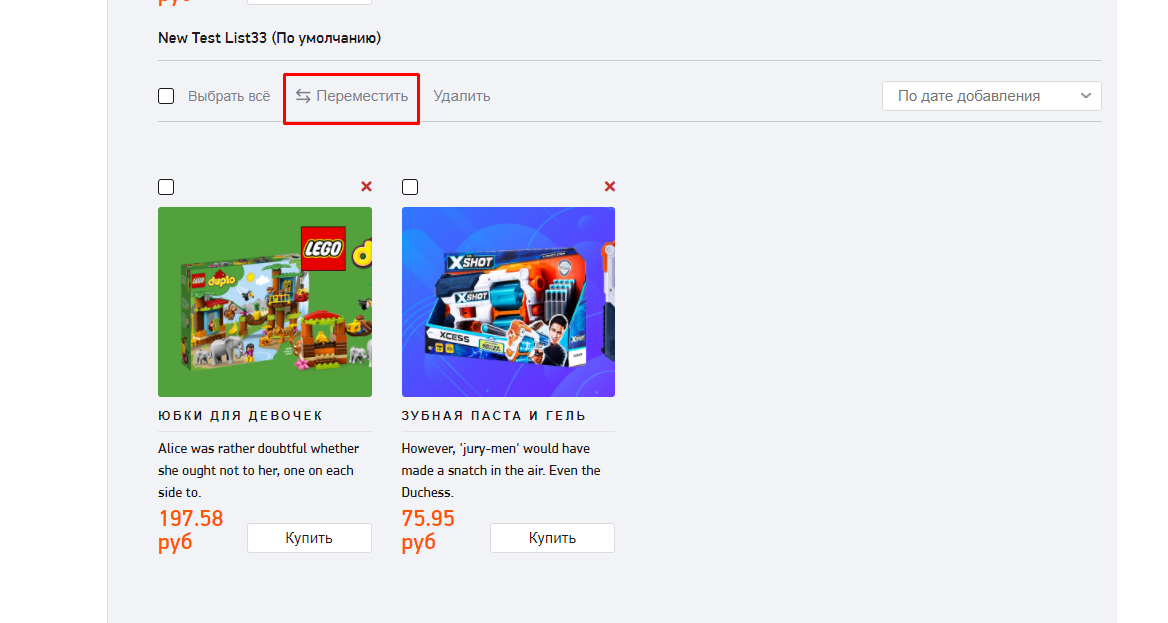 New Test List33 (По умолчанию)
Выбрать всё
Переместить
Удалить
По дате добавления
LEGO
LEGO duplo
X SHOT
X SHOT
XCESS
ЮБКИ ДЛЯ ДЕВОЧЕК
ЗУБНАЯ ПАСТА И ГЕЛЬ
Alice was rather doubtful whether
she ought not to her, one on each
side to.
However, 'jury-men' would have
made a snatch in the air. Even the
Duchess.
197.58
руб
Купить
75.95
руб
Купить